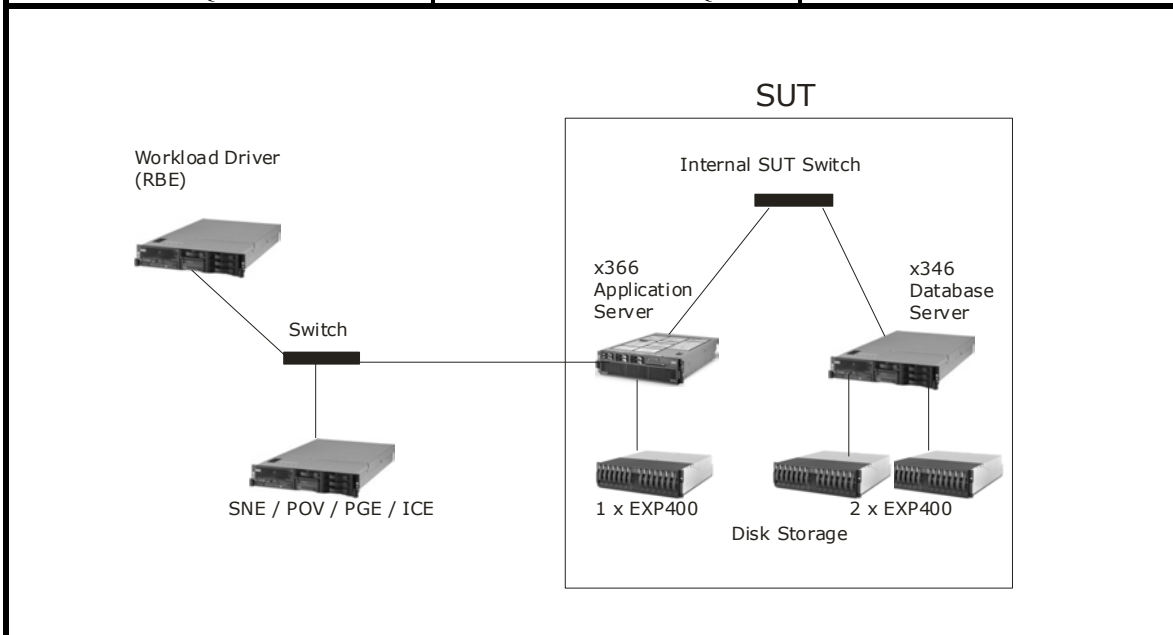 SUT
Workload Driver
(RBE)
Internal SUT Switch
x366
Application
Server
x346
Database
Server
Switch
SNE / POV / PGE / ICE
1 x EXP400
2 x EXP400
Disk Storage